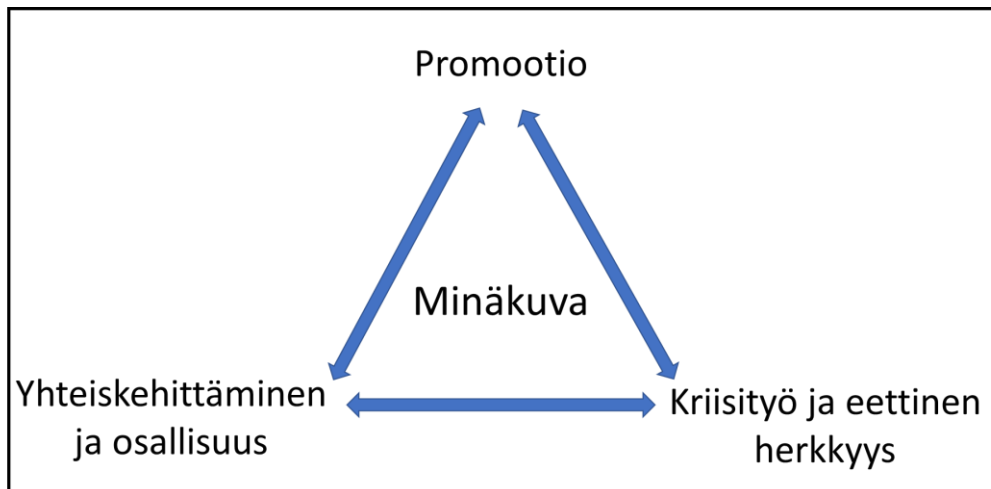 Promootio
Minäkuva
Yhteiskehittäminen
ja osallisuus
Kriisityö ja eettinen
herkkyys